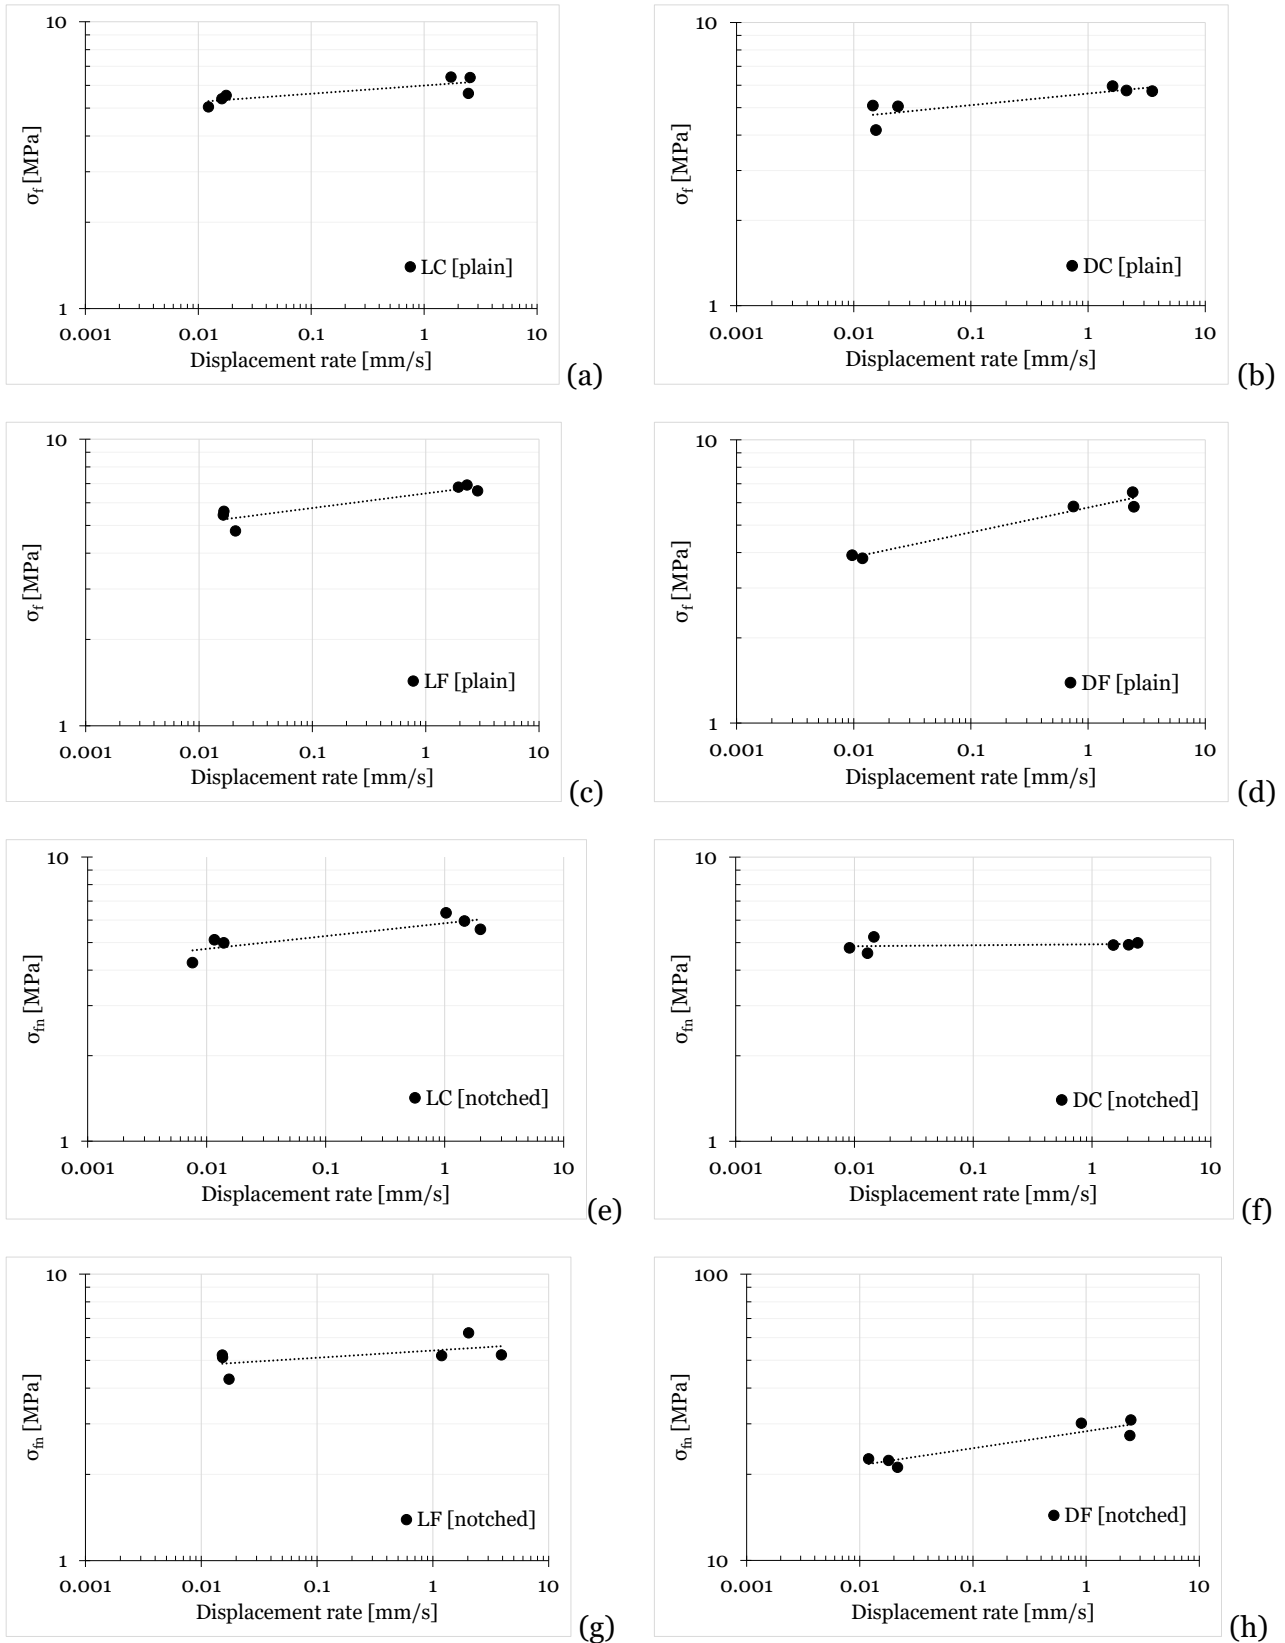 10
σf [MPa]
LC [plain]
1
0.001 0.01 0.1 1 10
Displacement rate [mm/s]
(a)
10
σf [MPa]
DC [plain]
1
0.001 0.01 0.1 1 10
Displacement rate [mm/s]
(b)
10
σf [MPa]
LF [plain]
1
0.001 0.01 0.1 1 10
Displacement rate [mm/s]
(c)
10
σf [MPa]
DF [plain]
1
0.001 0.01 0.1 1 10
Displacement rate [mm/s]
(d)
10
σfn [MPa]
LC [notched]
1
0.001 0.01 0.1 1 10
Displacement rate [mm/s]
(e)
10
σfn [MPa]
DC [notched]
1
0.001 0.01 0.1 1 10
Displacement rate [mm/s]
(f)
10
σfn [MPa]
LF [notched]
1
0.001 0.01 0.1 1 10
Displacement rate [mm/s]
(g)
100
σfn [MPa]
DF [notched]
10
0.001 0.01 0.1 1 10
Displacement rate [mm/s]
(h)